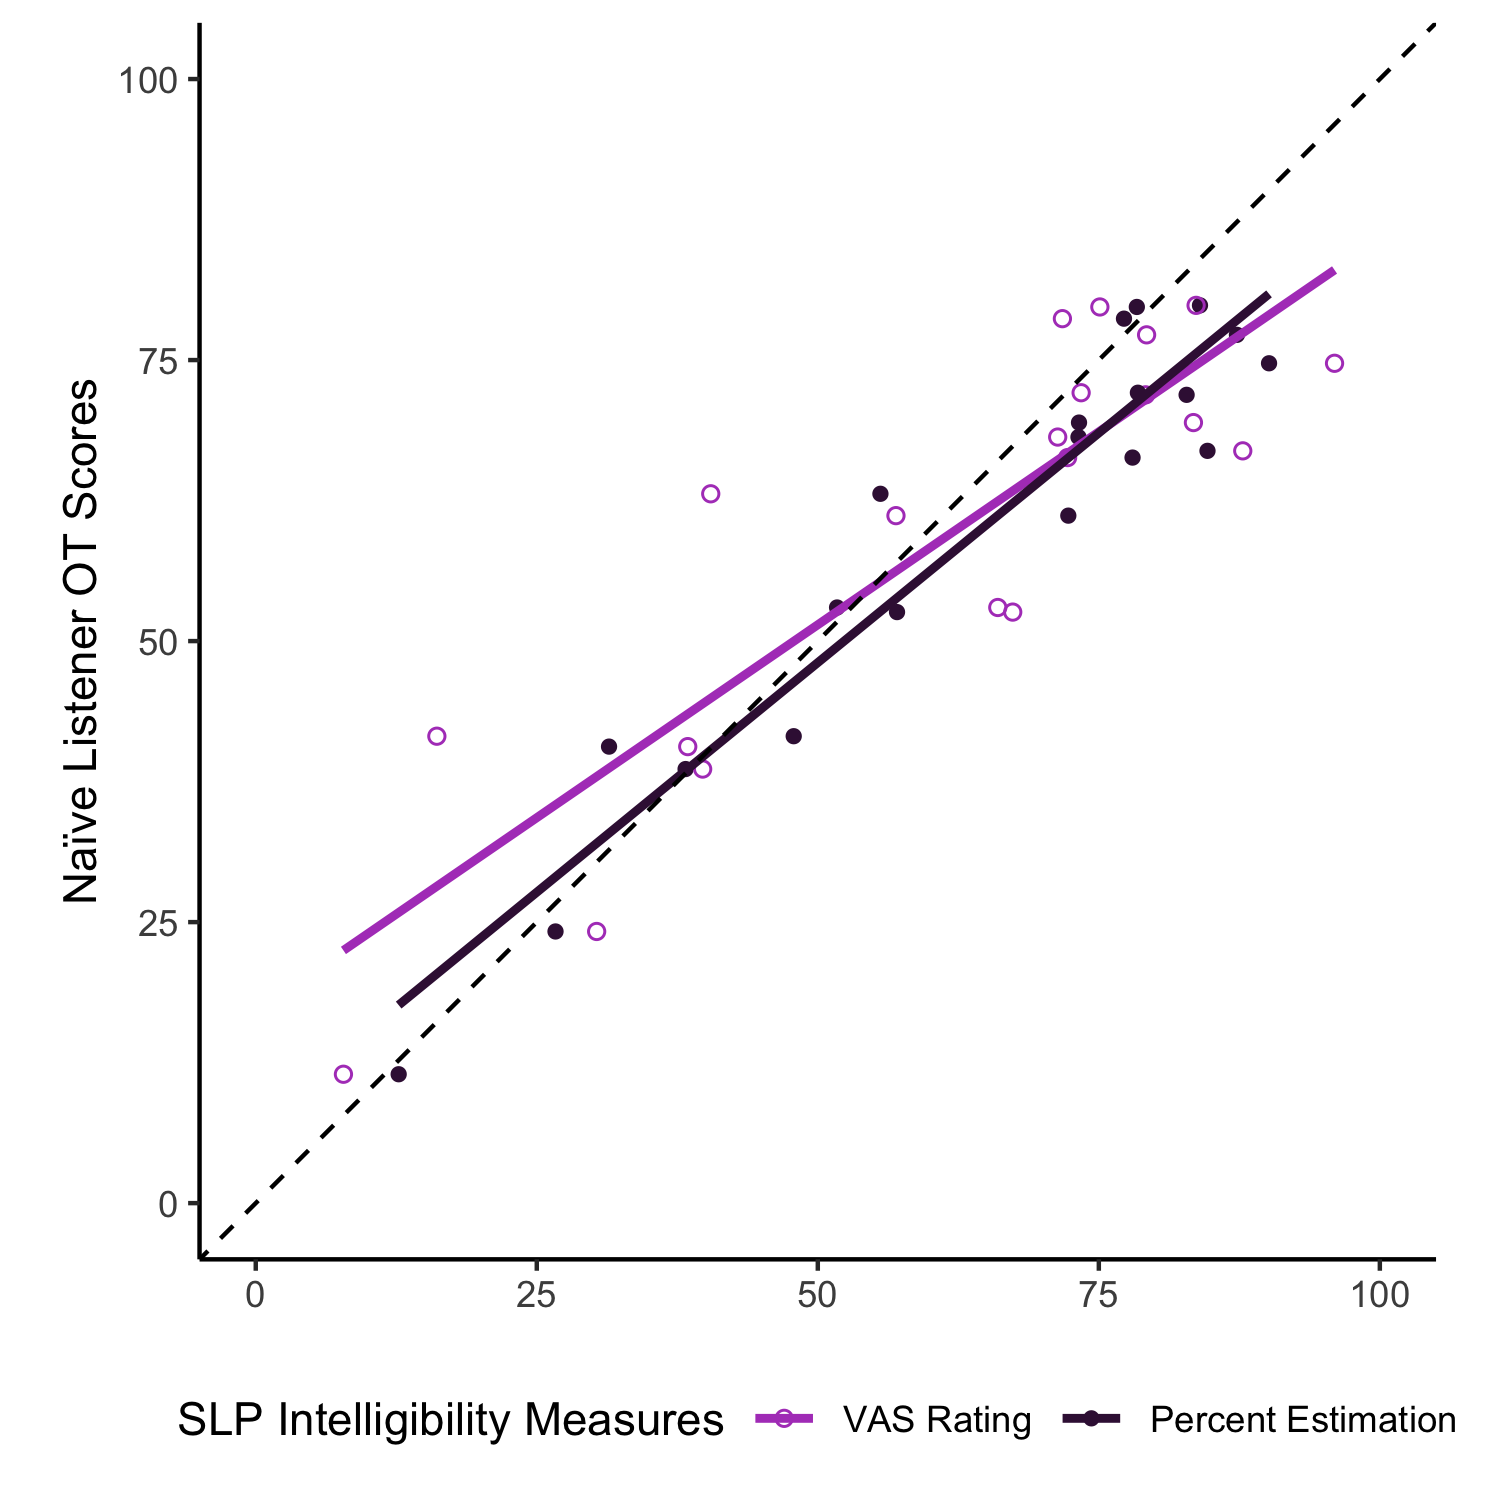 100
75
50
25
0
Naïve Listener OT Scores
0 25 50 75 100
SLP Intelligibility Measures VAS Rating Percent Estimation